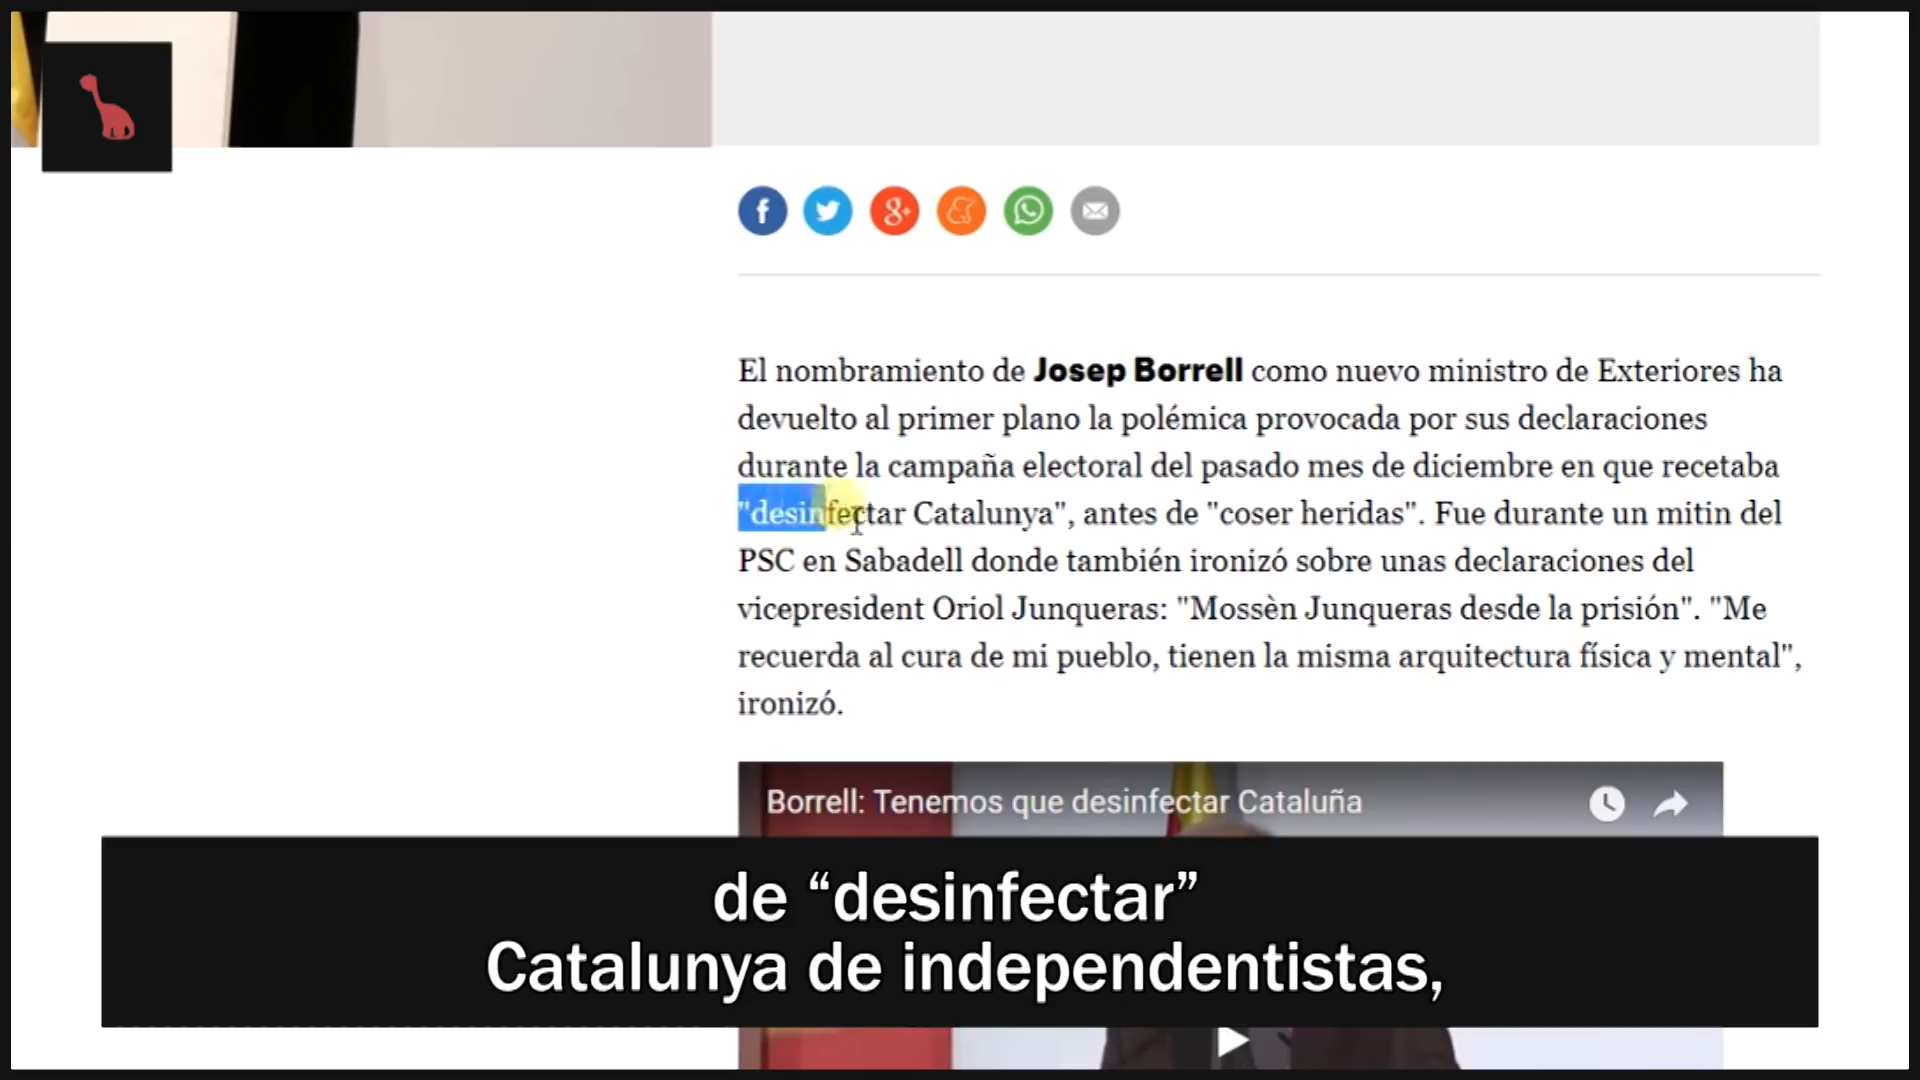 El nombramiento de Josep Borrell como nuevo ministro de Exteriores ha
devuelto al primer plano la polémica provocada por sus declaraciones
durante la campaña electoral del pasado mes de diciembre en que recetaba
"desinfectar Catalunya", antes de "coser heridas". Fue durante un mitin del
PSC en Sabadell donde también ironizó sobre unas declaraciones del
vicepresident Oriol Junqueras: "Mossèn Junqueras desde la prisión". "Me
recuerda al cura de mi pueblo, tienen la misma arquitectura física y mental",
ironizó.
Borrell: Tenemos que desinfectar Cataluña
de “desinfectar”
Catalunya de independentistas,